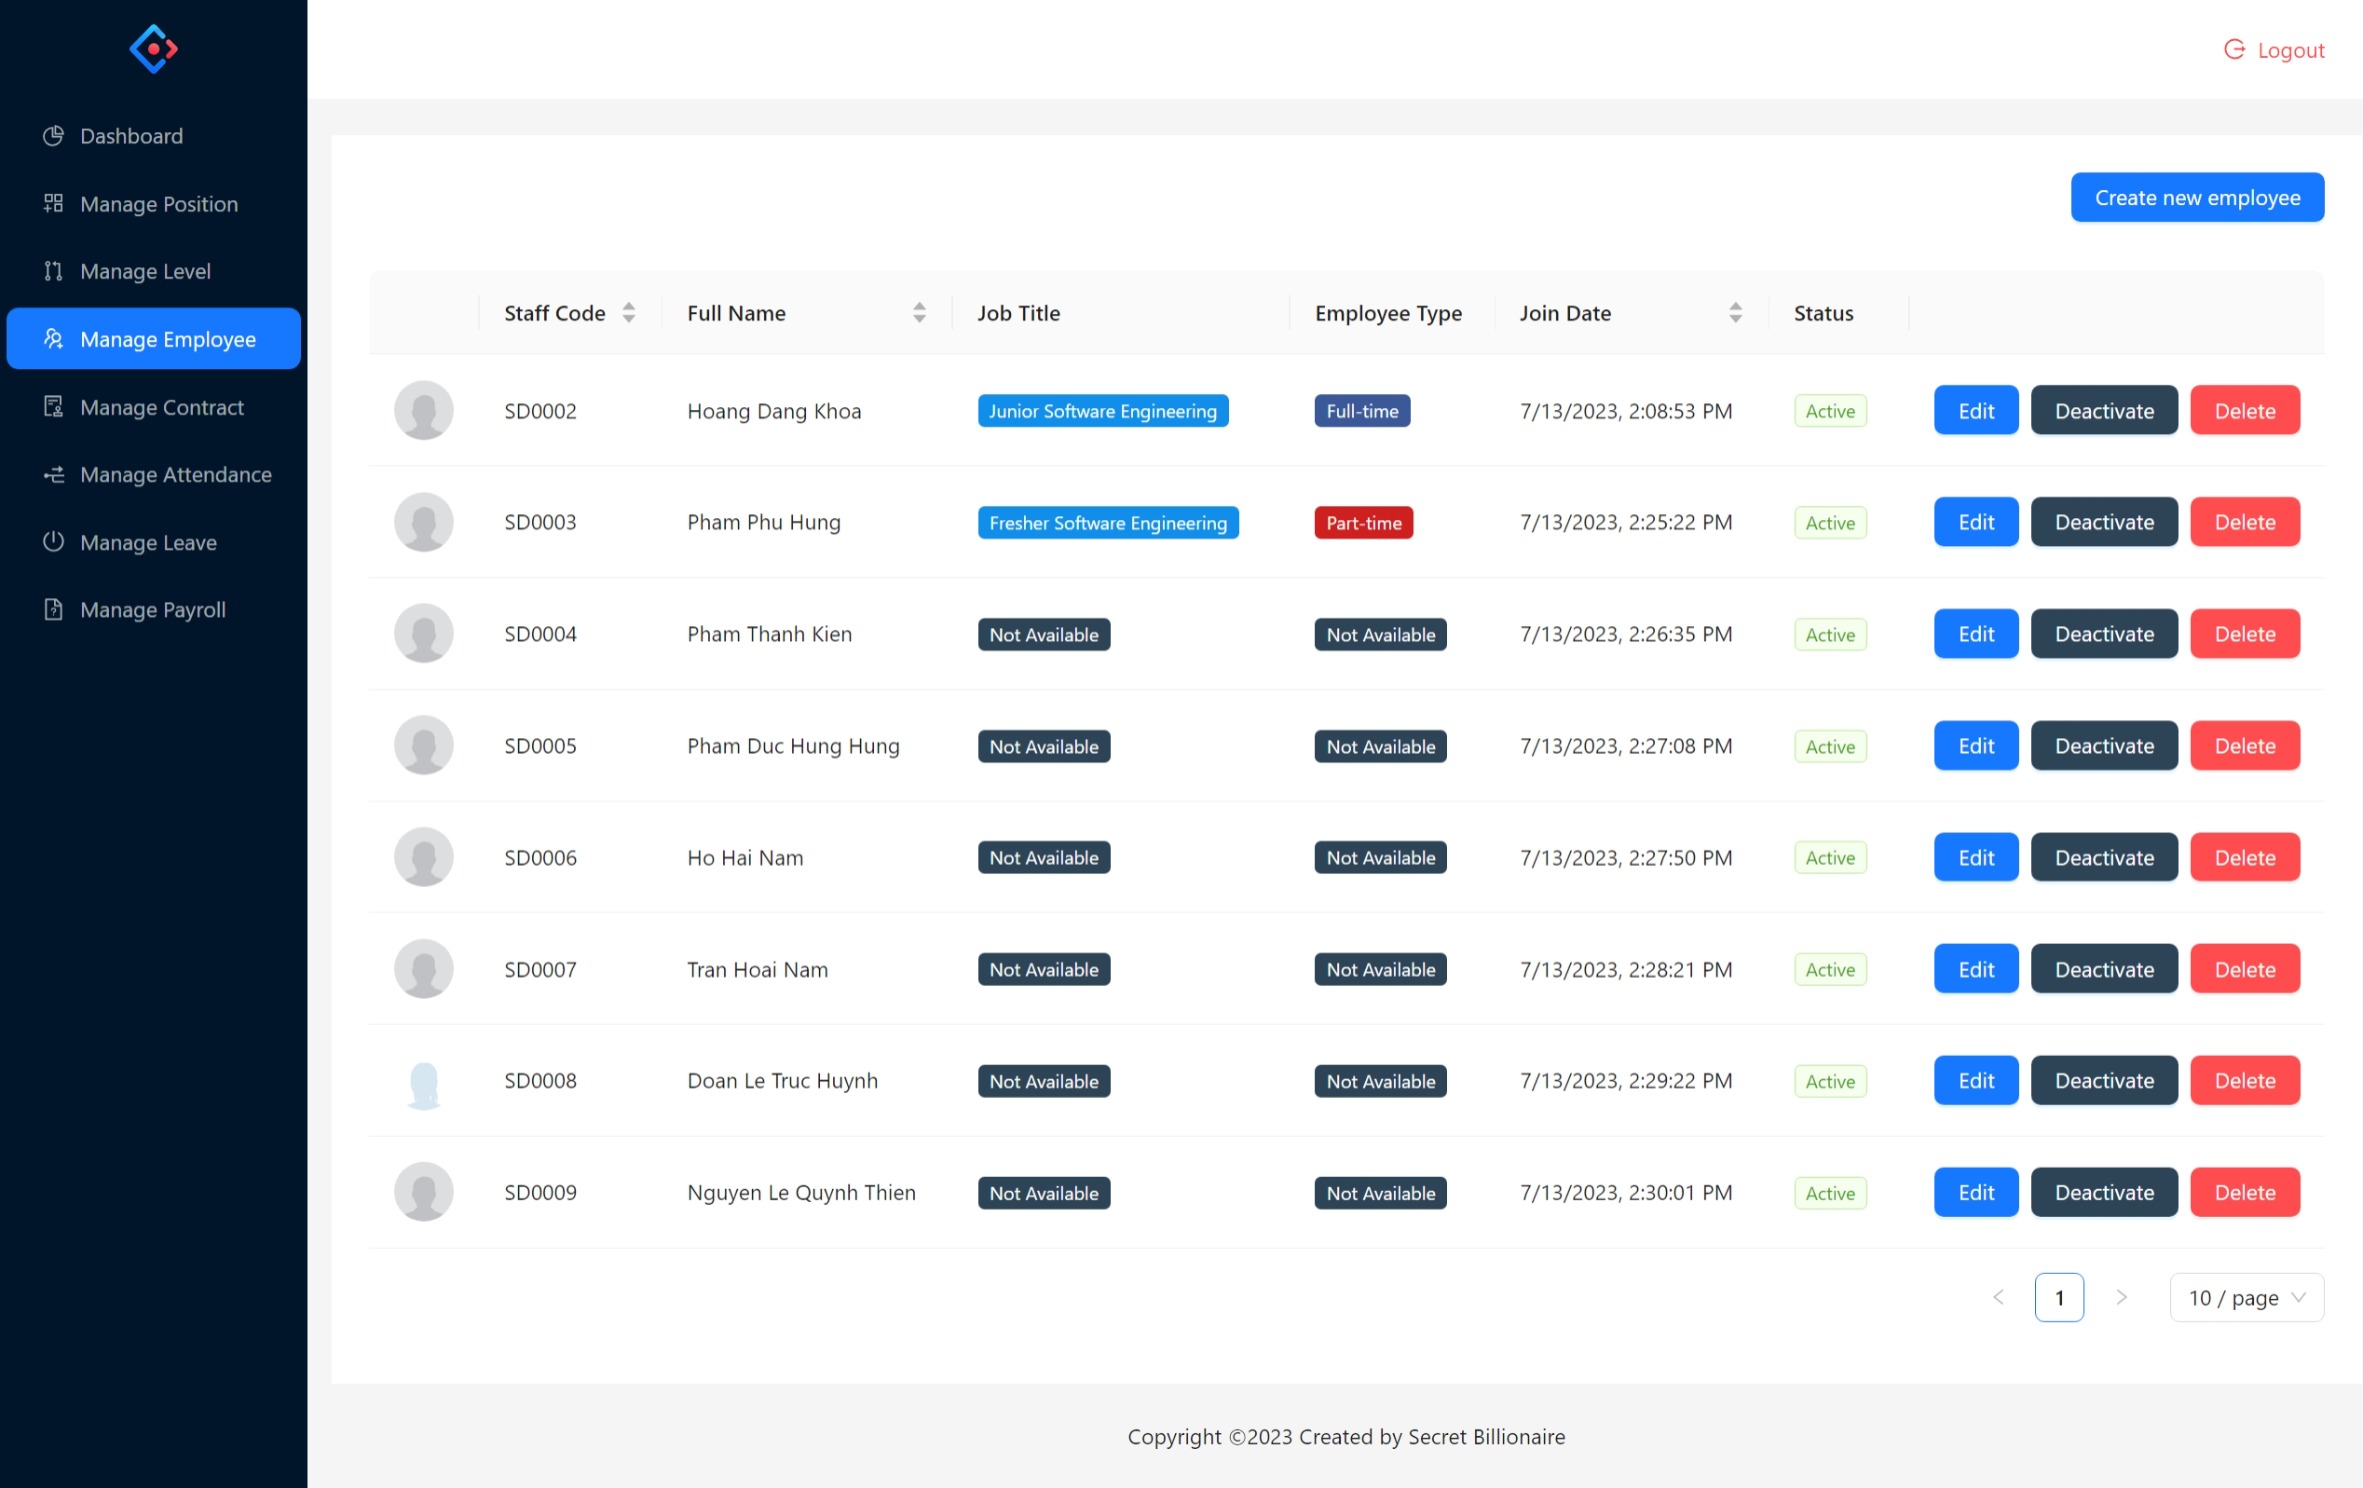 Logout
Dashboard
Manage Position
Manage Level
Manage Employee
Manage Contract
Manage Attendance
Manage Leave
Manage Payroll
Create new employee
Staff Code Full Name Job Title Employee Type Join Date Status
SD0002 Hoang Dang Khoa Junior Software Engineering Full-time 7/13/2023, 2:08:53 PM Active Edit Deactivate Delete
SD0003 Pham Phu Hung Fresher Software Engineering Part-time 7/13/2023, 2:25:22 PM Active Edit Deactivate Delete
SD0004 Pham Thanh Kien Not Available Not Available 7/13/2023, 2:26:35 PM Active Edit Deactivate Delete
SD0005 Pham Duc Hung Hung Not Available Not Available 7/13/2023, 2:27:08 PM Active Edit Deactivate Delete
SD0006 Ho Hai Nam Not Available Not Available 7/13/2023, 2:27:50 PM Active Edit Deactivate Delete
SD0007 Tran Hoai Nam Not Available Not Available 7/13/2023, 2:28:21 PM Active Edit Deactivate Delete
SD0008 Doan Le Truc Huynh Not Available Not Available 7/13/2023, 2:29:22 PM Active Edit Deactivate Delete
SD0009 Nguyen Le Quynh Thien Not Available Not Available 7/13/2023, 2:30:01 PM Active Edit Deactivate Delete
< 1 > 10 / page
Copyright ©2023 Created by Secret Billionaire